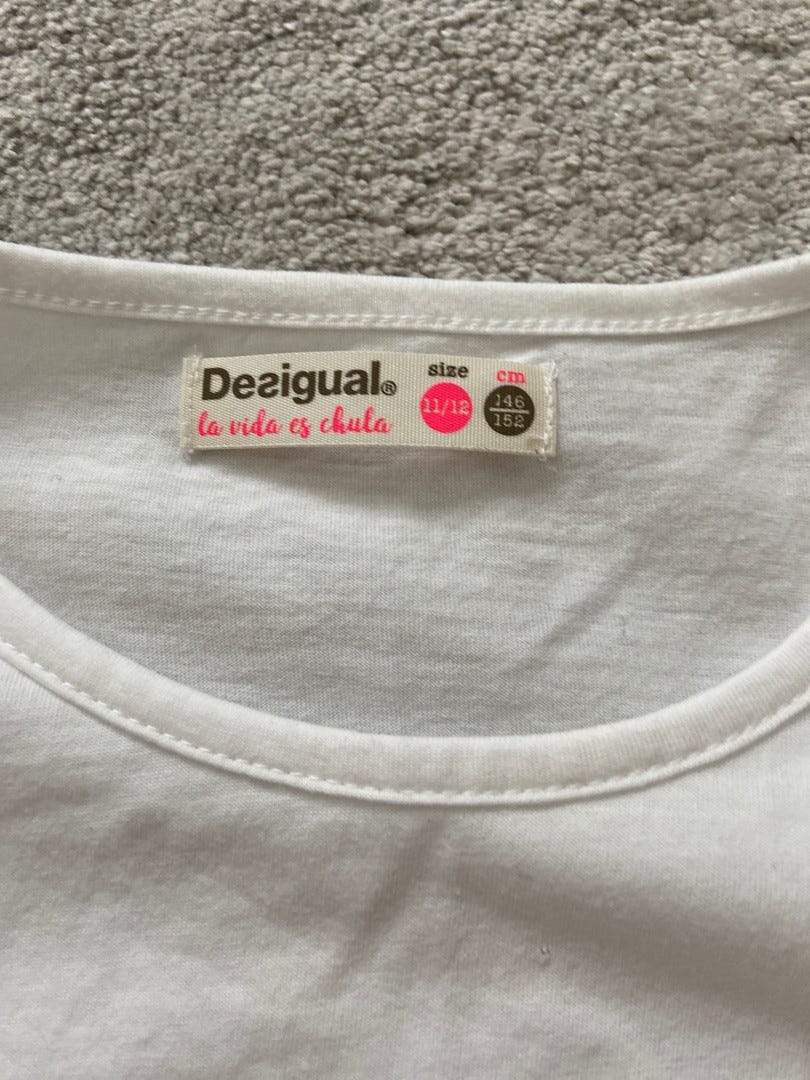 Desigual® size cm
la vida es chula 11/12 146
152